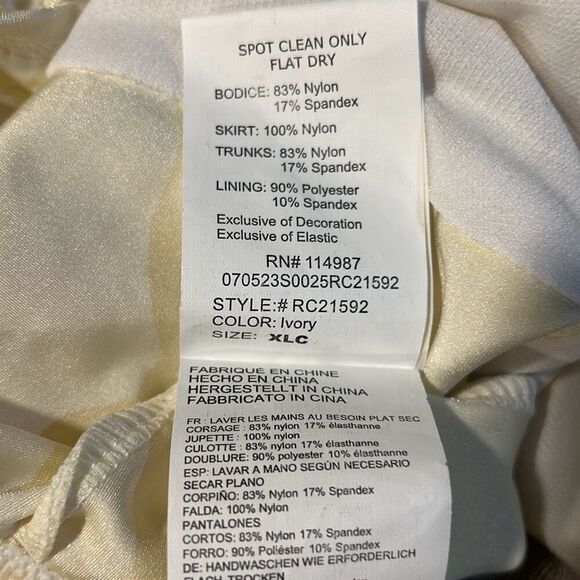 SPOT CLEAN ONLY
FLAT DRY
BODICE: 83% Nylon
17% Spandex
SKIRT: 100% Nylon
TRUNKS: 83% Nylon
17% Spandex
LINING: 90% Polyester
10% Spandex
Exclusive of Decoration
Exclusive of Elastic
RN# 114987
070523S0025RC21592
STYLE:# RC21592
COLOR: Ivory
SIZE: XLC
FABRIQUÉ EN CHINE
HECHO EN CHINA
HERGESTELLT IN CHINA
FABBRICATO IN CINA
FR : LAVER LES MAINS AU BESOIN PLAT SEC
CORSAGE : 83% nylon 17% élasthanne
JUPETTE : 100% nylon
CULOTTE : 83% nylon 17% élasthanne
DOUBLURE: 90% polyester 10% élasthanne
ESP: LAVAR A MANO SEGÚN NECESARIO
SECAR PLANO
CORPIÑO: 83% Nylon 17% Spandex
FALDA: 100% Nylon
PANTALONES
CORTOS: 83% Nylon 17% Spandex
FORRO: 90% Poliéster 10% Spandex
DE: HANDWASCHEN WIE ERFORDERLICH
FLACH TROCKEN